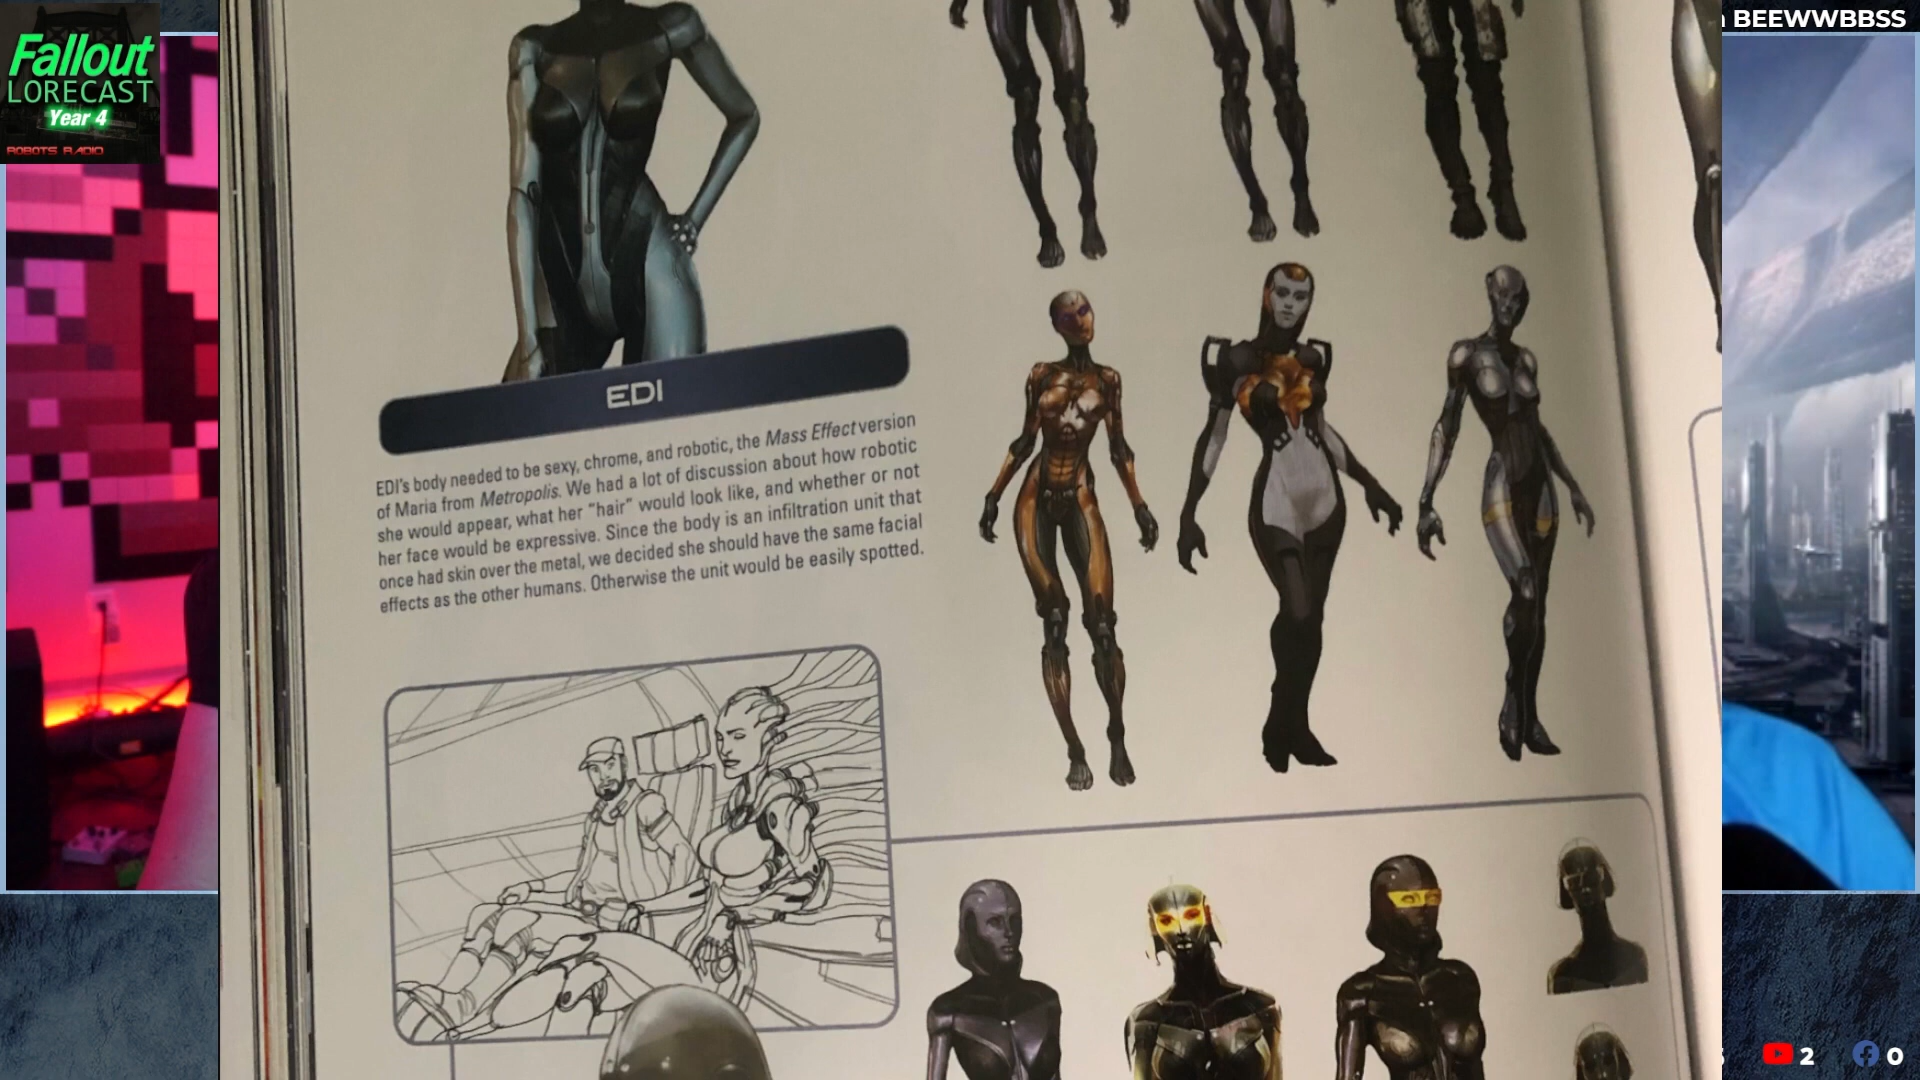 Fallout
LORECAST
Year 4
ROBOTS RADIO
BEEWWBBSS
EDI
EDI's body needed to be sexy, chrome, and robotic, the Mass Effect version
of Maria from Metropolis. We had a lot of discussion about how robotic
she would appear, what her "hair" would look like, and whether or not
her face would be expressive. Since the body is an infiltration unit that
once had skin over the metal, we decided she should have the same facial
effects as the other humans. Otherwise the unit would be easily spotted.
2
0